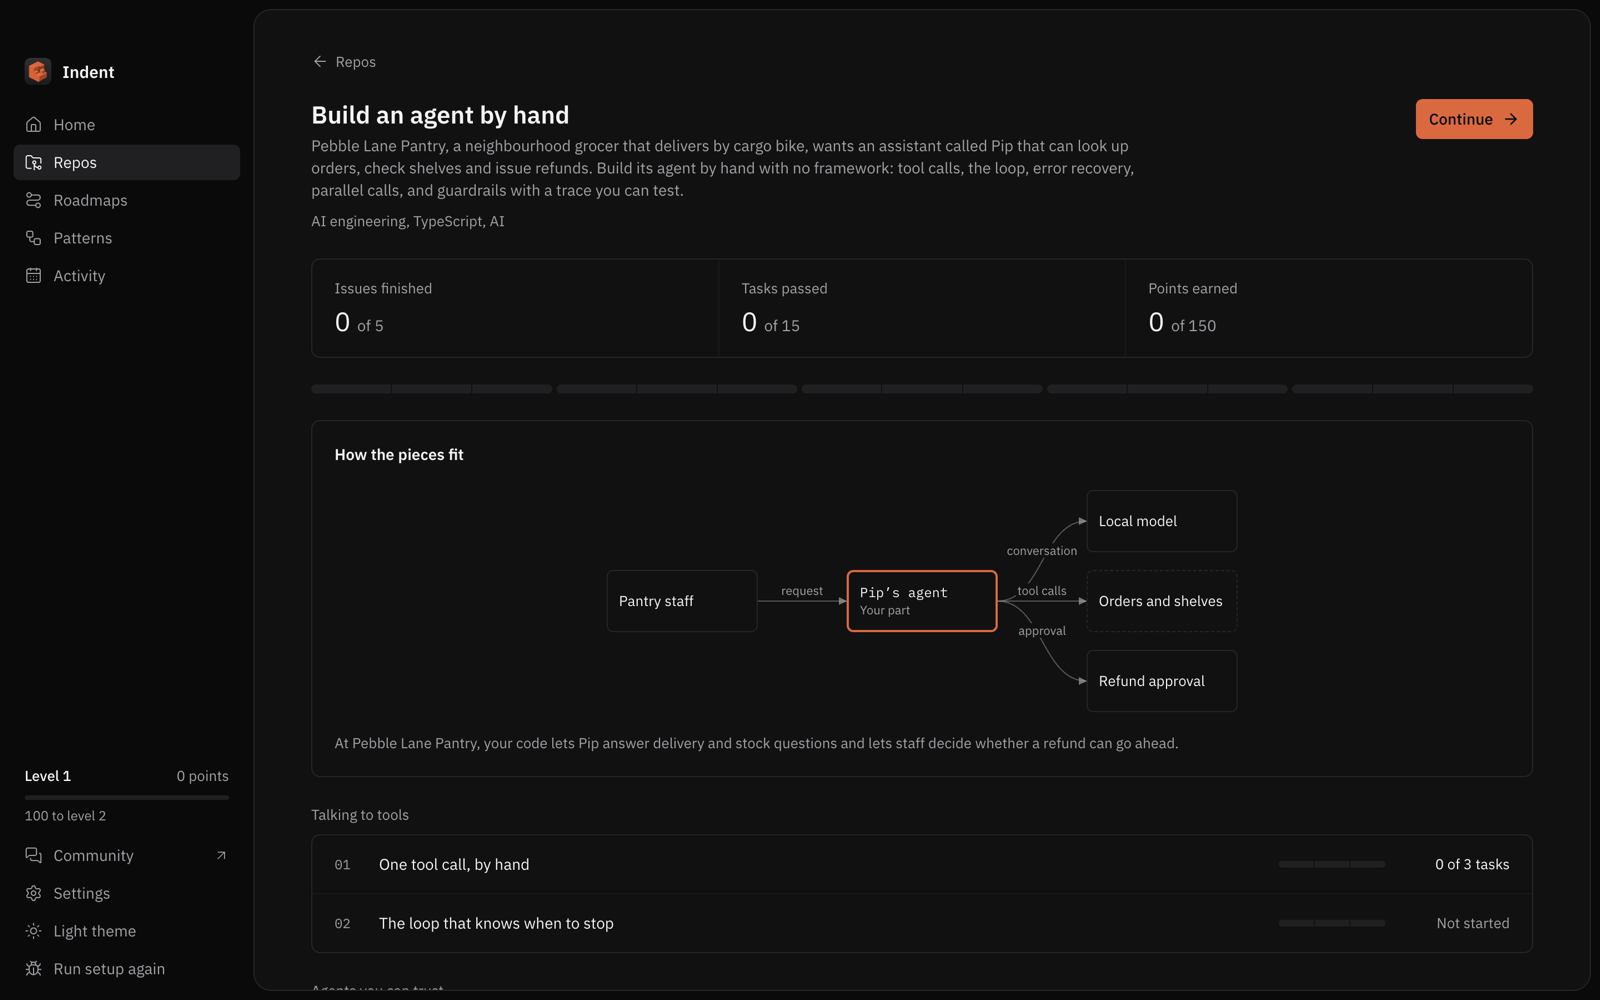 Indent
Home
Repos
Roadmaps
Patterns
Activity
Level 1
0 points
100 to level 2
Community
Settings
Light theme
Run setup again
Repos
Build an agent by hand
Continue
Pebble Lane Pantry, a neighbourhood grocer that delivers by cargo bike, wants an assistant called Pip that can look up
orders, check shelves and issue refunds. Build its agent by hand with no framework: tool calls, the loop, error recovery,
parallel calls, and guardrails with a trace you can test.
AI engineering, TypeScript, AI
Issues finished
0 of 5
Tasks passed
0 of 15
Points earned
0 of 150
How the pieces fit
Pantry staff
request
Pip’s agent
Your part
conversation
tool calls
approval
Local model
Orders and shelves
Refund approval
At Pebble Lane Pantry, your code lets Pip answer delivery and stock questions and lets staff decide whether a refund can go ahead.
Talking to tools
01 One tool call, by hand 0 of 3 tasks
02 The loop that knows when to stop Not started
Agents you can trust